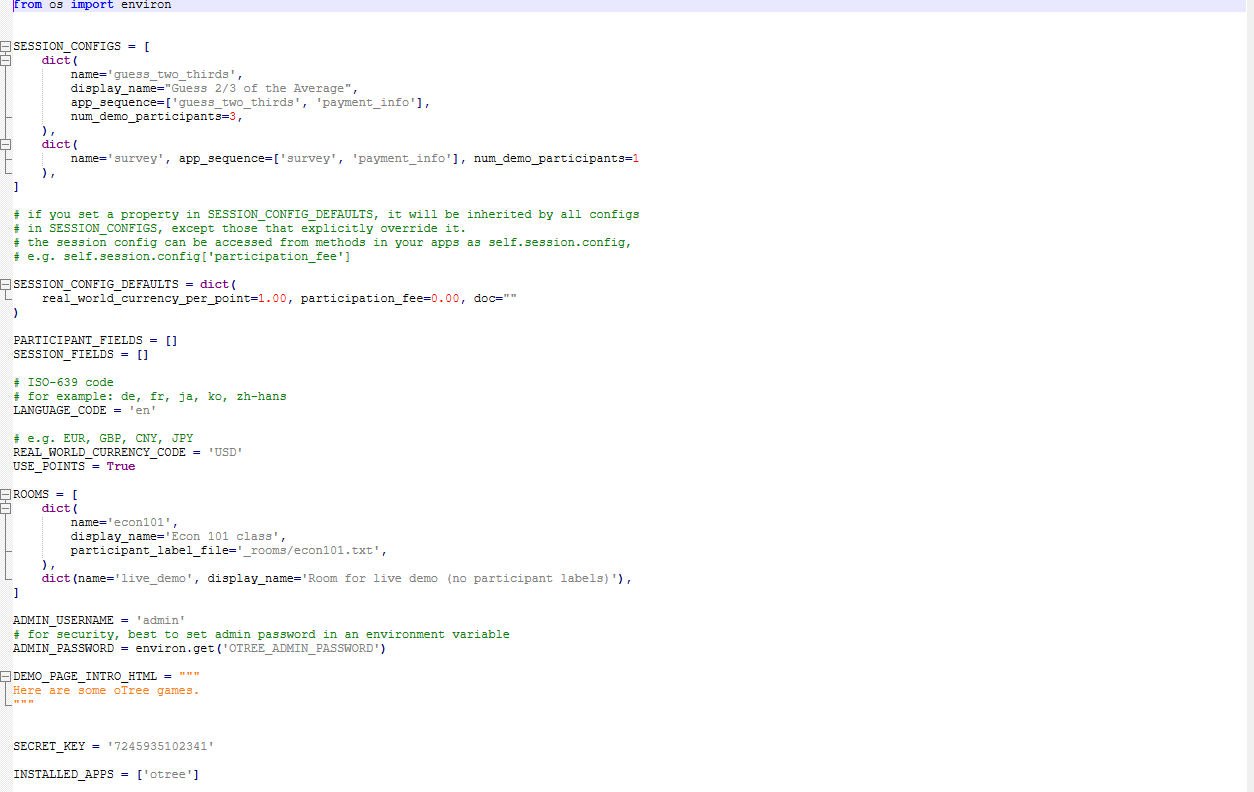 from os import environ
SESSION_CONFIGS = [
    dict(
        name='guess_two_thirds',
        display_name="Guess 2/3 of the Average",
        app_sequence=['guess_two_thirds', 'payment_info'],
        num_demo_participants=3,
    ),
    dict(
        name='survey', app_sequence=['survey', 'payment_info'], num_demo_participants=1
    ),
]
# if you set a property in SESSION_CONFIG_DEFAULTS, it will be inherited by all configs
# in SESSION_CONFIGS, except those that explicitly override it.
# the session config can be accessed from methods in your apps as self.session.config,
# e.g. self.session.config['participation_fee']
SESSION_CONFIG_DEFAULTS = dict(
    real_world_currency_per_point=1.00, participation_fee=0.00, doc=""
)
PARTICIPANT_FIELDS = []
SESSION_FIELDS = []
# ISO-639 code
# for example: de, fr, ja, ko, zh-hans
LANGUAGE_CODE = 'en'
# e.g. EUR, GBP, CNY, JPY
REAL_WORLD_CURRENCY_CODE = 'USD'
USE_POINTS = True
ROOMS = [
    dict(
        name='econ101',
        display_name='Econ 101 class',
        participant_label_file='_rooms/econ101.txt',
    ),
    dict(name='live_demo', display_name='Room for live demo (no participant labels)'),
]
ADMIN_USERNAME = 'admin'
# for security, best to set admin password in an environment variable
ADMIN_PASSWORD = environ.get('OTREE_ADMIN_PASSWORD')
DEMO_PAGE_INTRO_HTML = """
Here are some oTree games.
"""
SECRET_KEY = '7245935102341'
INSTALLED_APPS = ['otree']